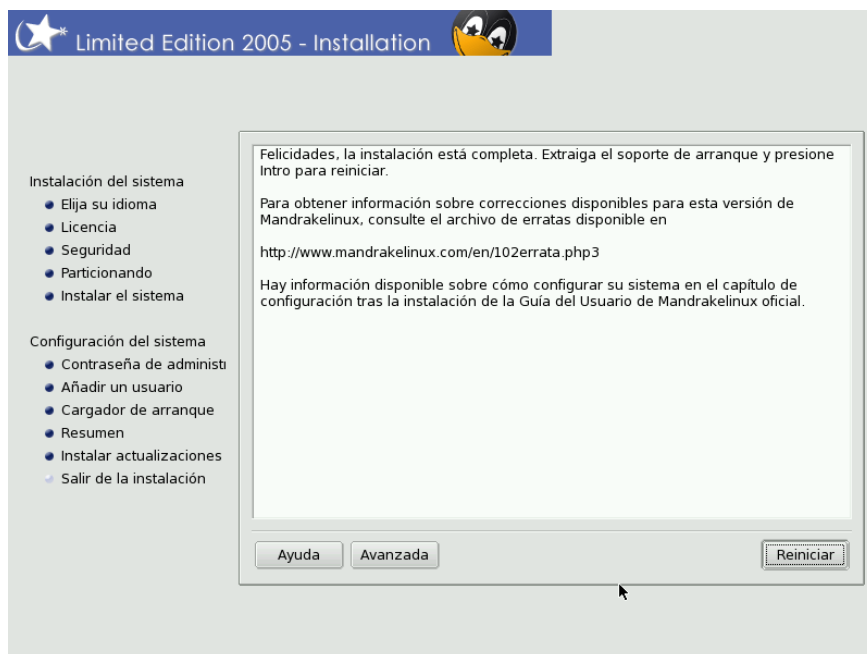 Limited Edition 2005 - Installation
Instalación del sistema
Elija su idioma
Licencia
Seguridad
Particionando
Instalar el sistema
Configuración del sistema
Contraseña de administr
Añadir un usuario
Cargador de arranque
Resumen
Instalar actualizaciones
Salir de la instalación
Felicidades, la instalación está completa. Extraiga el soporte de arranque y presione
Intro para reiniciar.
Para obtener información sobre correcciones disponibles para esta versión de
Mandrakelinux, consulte el archivo de erratas disponible en
http://www.mandrakelinux.com/en/102errata.php3
Hay información disponible sobre cómo configurar su sistema en el capítulo de
configuración tras la instalación de la Guía del Usuario de Mandrakelinux oficial.
Ayuda
Avanzada
Reiniciar